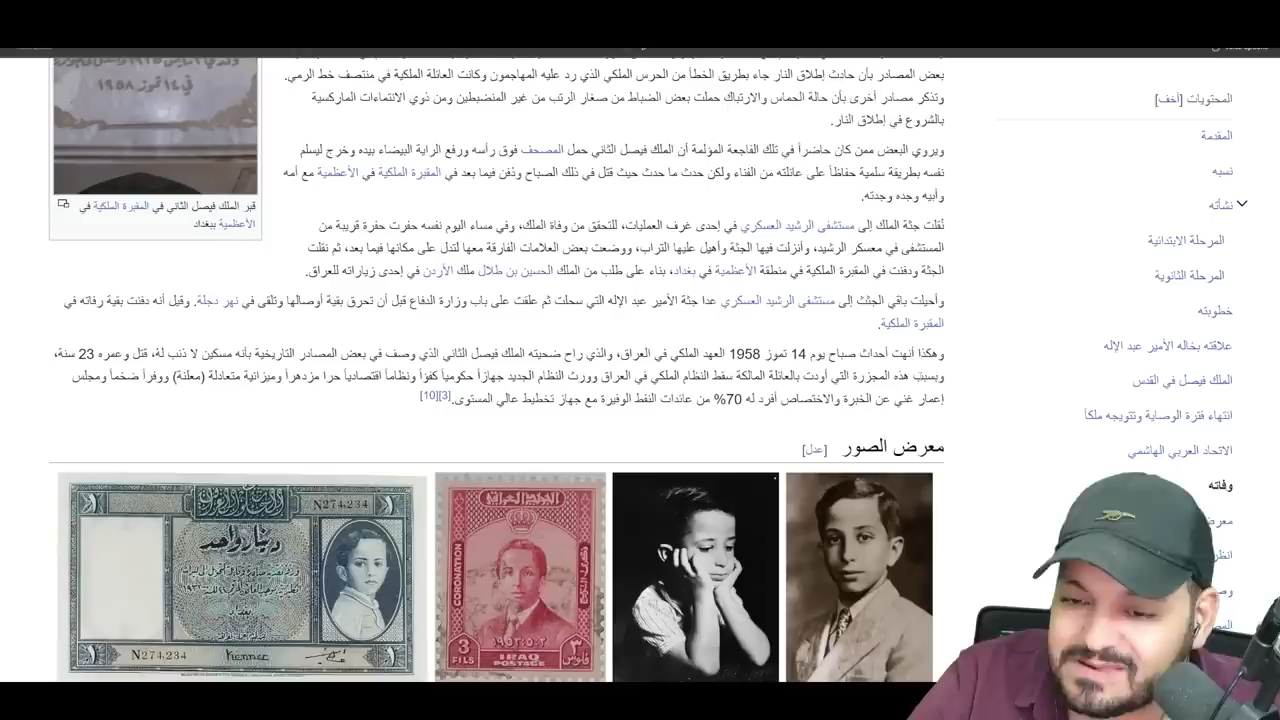 في ١٤ تموز ١٩٥٨
قبر الملك فيصل الثاني في المقبرة الملكية في
الأعظمية ببغداد
بعض المصادر بأن حادث إطلاق النار جاء بطريق الخطأ من الحرس الملكي الذي رد عليه المهاجمون وكانت العائلة الملكية في منتصف خط الرمي.
وتذكر مصادر أخرى بأن حالة الحماس والارتباك حملت بعض الضباط من صغار الرتب من غير المنضبطين ومن ذوي الانتماءات الماركسية
بالشروع في إطلاق النار.
ويروي البعض ممن كان حاضراً في تلك الفاجعة المؤلمة أن الملك فيصل الثاني حمل المصحف فوق رأسه ورفع الراية البيضاء بيده وخرج ليسلم
نفسه بطريقة سلمية حفاظاً على عائلته من الفناء ولكن حدث ما حدث حيث قتل في ذلك الصباح ودُفن فيما بعد في المقبرة الملكية في الأعظمية مع أمه
وأبيه وجده وجدته.
نُقلت جثة الملك إلى مستشفى الرشيد العسكري في إحدى غرف العمليات، للتحقق من وفاة الملك، وفي مساء اليوم نفسه حفرت حفرة قريبة من
المستشفى في معسكر الرشيد، وأنزلت فيها الجثة وأهيل عليها التراب، ووضعت بعض العلامات الفارقة معها لتدل على مكانها فيما بعد، ثم نقلت
الجثة ودفنت في المقبرة الملكية في منطقة الأعظمية في بغداد، بناء على طلب من الملك الحسين بن طلال ملك الأردن في إحدى زياراته للعراق.
وأحيلت باقي الجثث إلى مستشفى الرشيد العسكري عدا جثة الأمير عبد الإله التي سحلت ثم علقت على باب وزارة الدفاع قبل أن تحرق بقية أوصالها وتلقى في نهر دجلة. وقيل أنه دفنت بقية رفاته في
المقبرة الملكية.
وهكذا أنهت أحداث صباح يوم 14 تموز 1958 العهد الملكي في العراق، والذي راح ضحيته الملك فيصل الثاني الذي وصف في بعض المصادر التاريخية بأنه مسكين لا ذنب له، قتل وعمره 23 سنة،
وبسبب هذه المجزرة التي أودت بالعائلة المالكة سقط النظام الملكي في العراق وورث النظام الجديد جهازاً حكومياً كفؤاً ونظاماً اقتصادياً حرا مزدهراً وميزانية متعادلة (معلنة) ووفراً ضخماً ومجلس
إعمار غني عن الخبرة والاختصاص أفرد له 70% من عائدات النفط الوفيرة مع جهاز تخطيط عالي المستوى.[3][10]
معرض الصور [عدل]
المحتويات [أخف]
المقدمة
نسبه
نشأته
المرحلة الابتدائية
المرحلة الثانوية
خطوبته
علاقته بخاله الأمير عبد الإله
الملك فيصل في القدس
انتهاء فترة الوصاية وتتويجه ملكاً
الاتحاد العربي الهاشمي
وفاته
N274,234
دينار واحد
بغداد
N274,234
CORONATION
١٩٥٣-٥-٢
3
FILS
IRAQ
POSTAGE
٣
فلوس